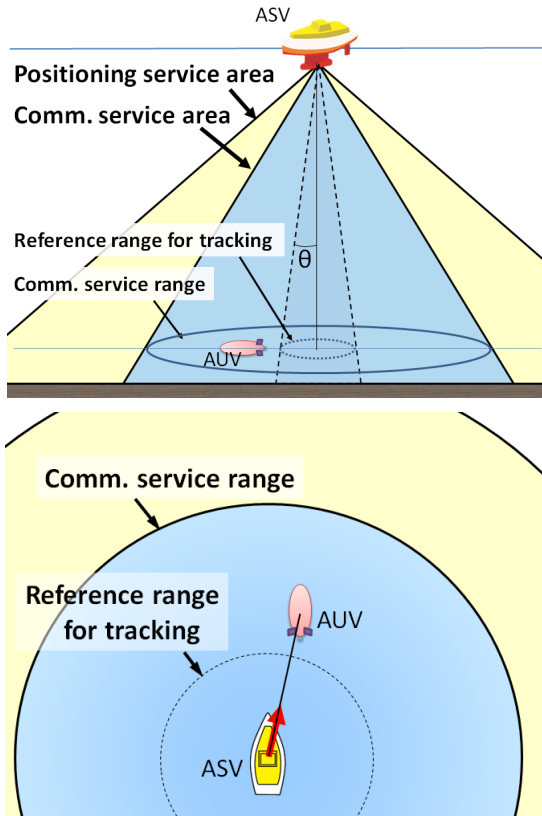 ASV
Positioning service area
Comm. service area
Reference range for tracking
θ
Comm. service range
AUV
Comm. service range
Reference range
for tracking
AUV
ASV